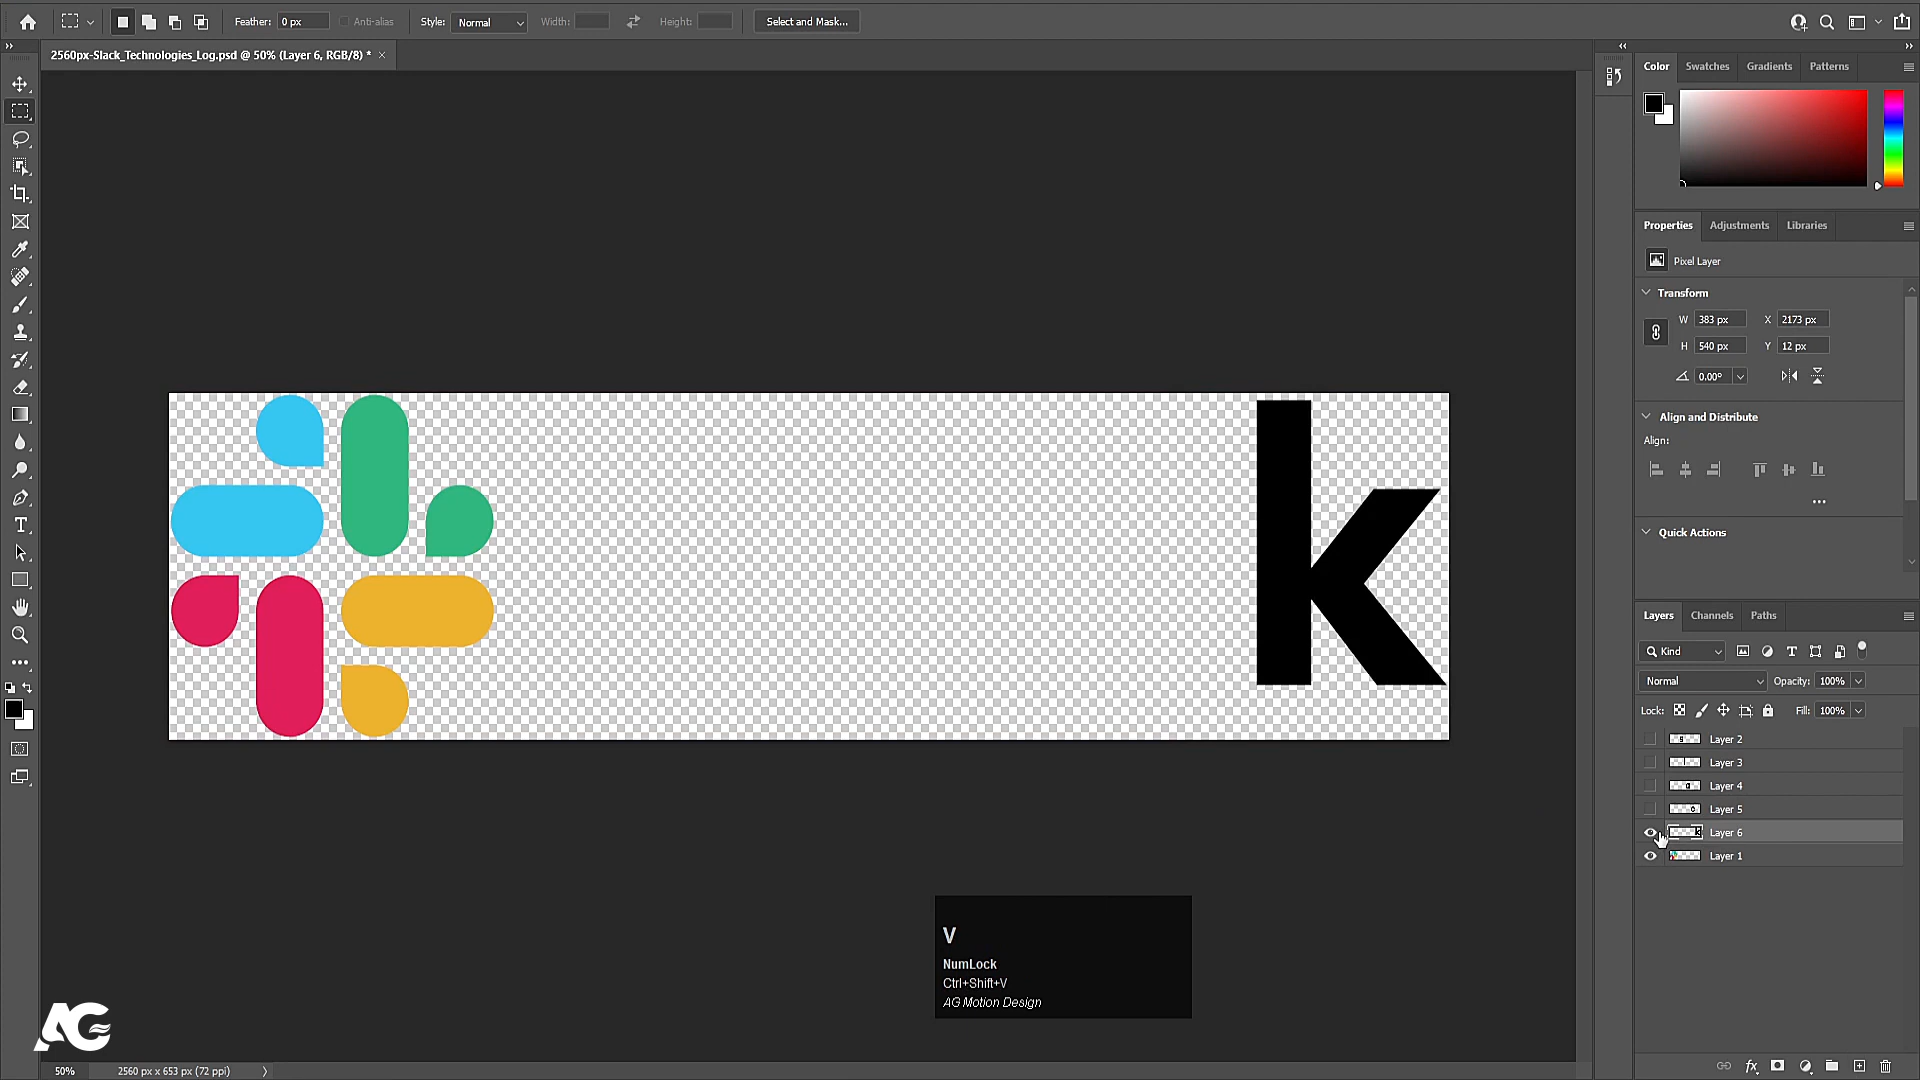 Feather: 0 px Anti-alias Style: Normal Width: Height: Select and Mask...
2560px-Slack_Technologies_Log.psd @ 50% (Layer 6, RGB/8) * ×
Color Swatches Gradients Patterns
Properties Adjustments Libraries
Pixel Layer
Transform
W 383 px X 2173 px
H 540 px Y 12 px
0.00°
Align and Distribute
Align:
Quick Actions
k
Layers Channels Paths
Kind
Normal Opacity: 100%
Lock: Fill: 100%
Layer 2
Layer 3
Layer 4
Layer 5
Layer 6
Layer 1
V
NumLock
Ctrl+Shift+V
AG Motion Design
AG
50% 2560 px x 653 px (72 ppi)